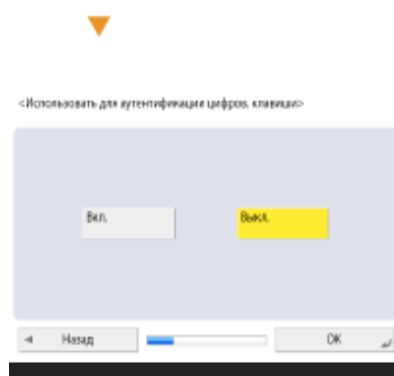 <Использовать для аутентификации цифров. клавиши>
Вкл.
Выкл.
Назад
OK